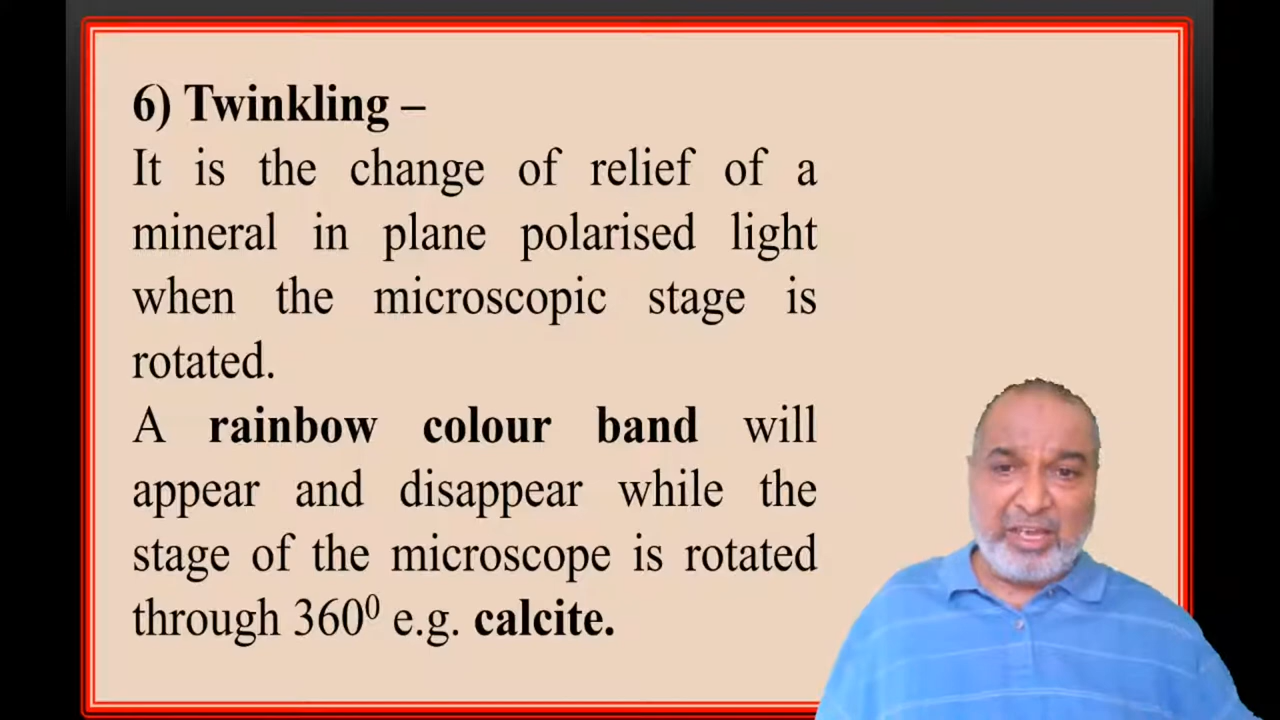 6) Twinkling –
It is the change of relief of a
mineral in plane polarised light
when the microscopic stage is
rotated.
A rainbow colour band will
appear and disappear while the
stage of the microscope is rotated
through 360⁰ e.g. calcite.